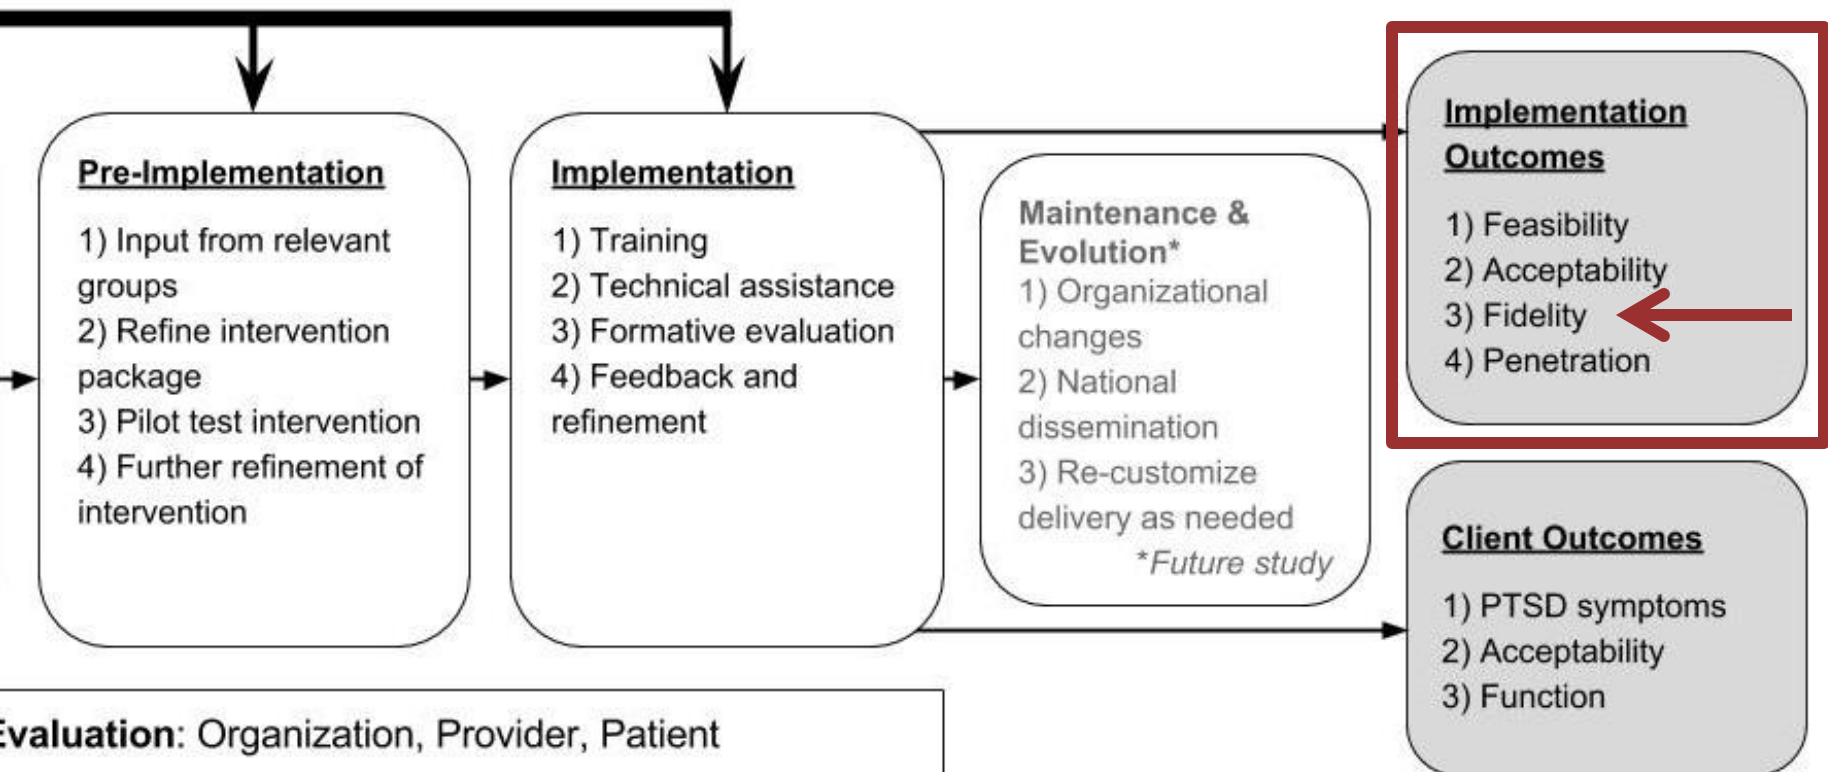 Pre-Implementation
1) Input from relevant
groups
2) Refine intervention
package
3) Pilot test intervention
4) Further refinement of
intervention
Implementation
1) Training
2) Technical assistance
3) Formative evaluation
4) Feedback and
refinement
Maintenance &
Evolution*
1) Organizational
changes
2) National
dissemination
3) Re-customize
delivery as needed
*Future study
Implementation
Outcomes
1) Feasibility
2) Acceptability
3) Fidelity
4) Penetration
Client Outcomes
1) PTSD symptoms
2) Acceptability
3) Function
Evaluation: Organization, Provider, Patient